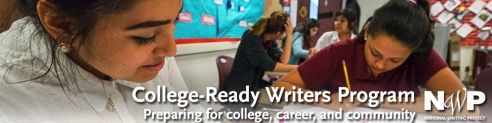 College-Ready Writers Program
Preparing for college, career, and community
NWP
NATIONAL WRITING PROJECT